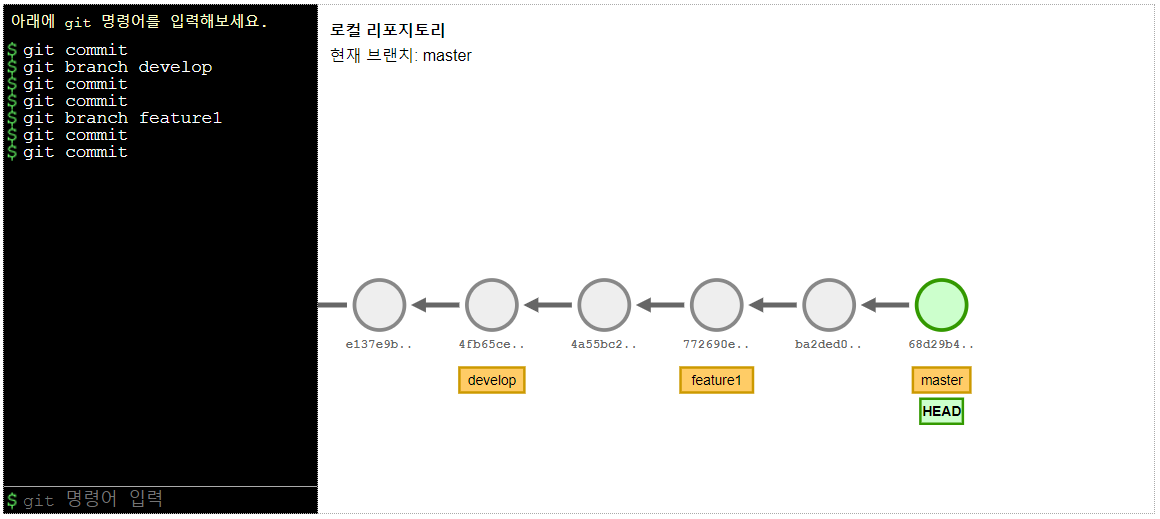 아래에 git 명령어를 입력해보세요.
$ git commit
$ git branch develop
$ git commit
$ git commit
$ git branch feature1
$ git commit
$ git commit
$ git 명령어 입력
로컬 리포지토리
현재 브랜치: master
e137e9b.. 4fb65ce.. 4a55bc2.. 772690e.. ba2ded0.. 68d29b4..
develop feature1 master
HEAD